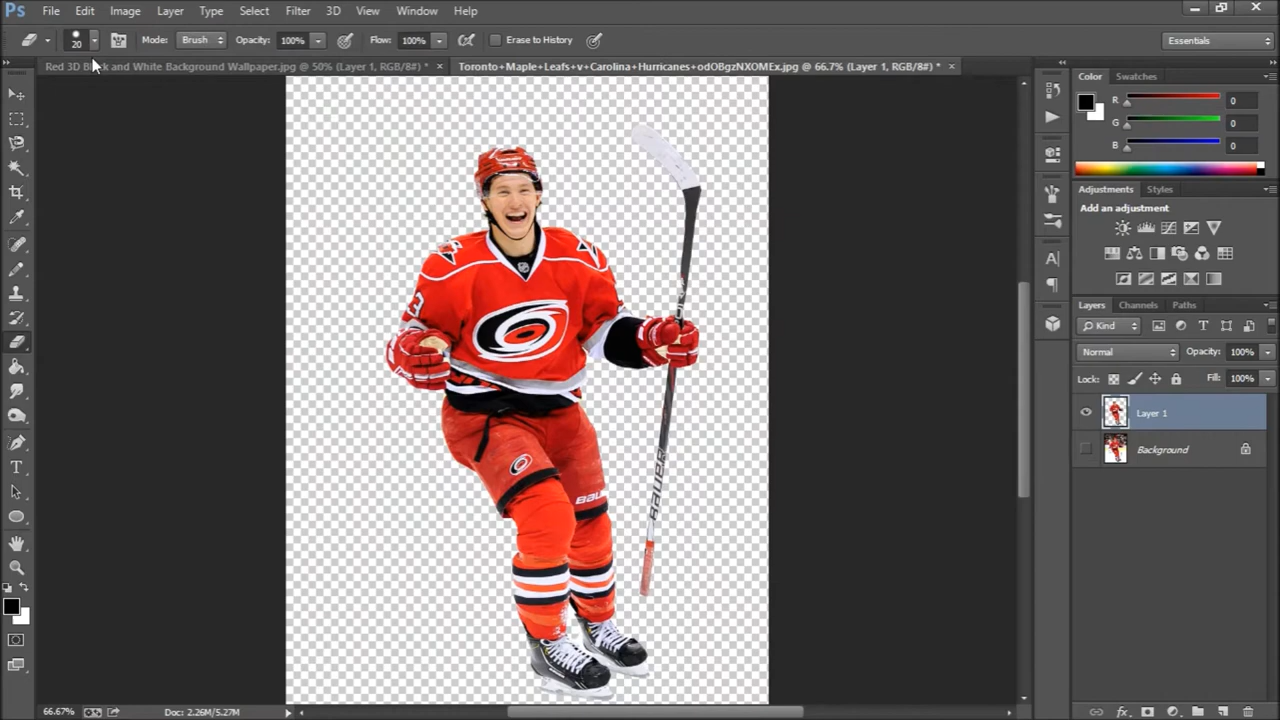 Ps File Edit Image Layer Type Select Filter 3D View Window Help
20 Mode: Brush Opacity: 100% Flow: 100% Erase to History Essentials
Red 3D Black and White Background Wallpaper.jpg @ 50% (Layer 1, RGB/8#) * × Toronto+Maple+Leafs+v+Carolina+Hurricanes+odOBgzNXOMEx.jpg @ 66.7% (Layer 1, RGB/8#) * ×
Color Swatches
R 0
G 0
B 0
Adjustments Styles
Add an adjustment
Layers Channels Paths
Kind
Normal Opacity: 100%
Lock: Fill: 100%
Layer 1
Background
3
BAUER
BAUER
66.67% Doc: 2.26M/5.27M